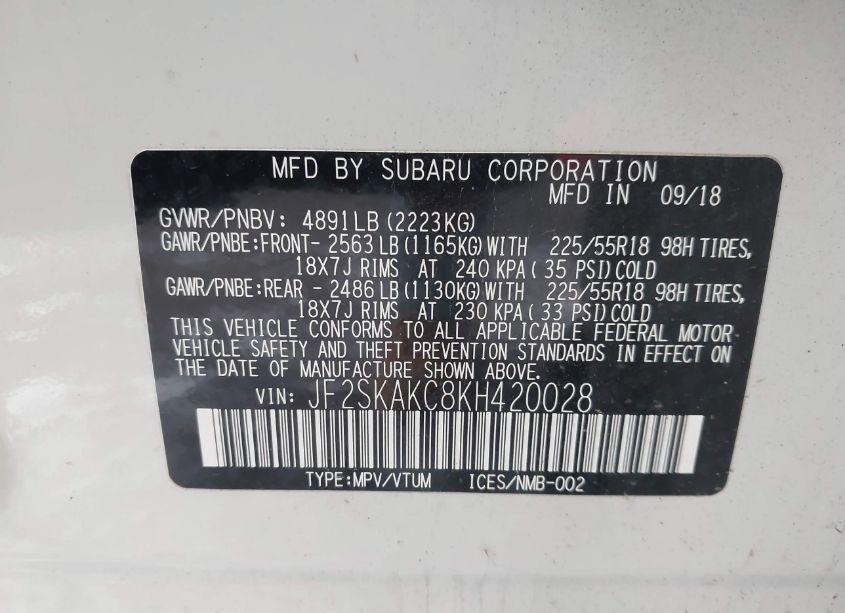 MFD BY SUBARU CORPORATION
MFD IN 09/18
GVWR/PNBV: 4891LB (2223KG)
GAWR/PNBE:FRONT- 2563LB (1165KG) WITH 225/55R18 98H TIRES,
18X7J RIMS AT 240 KPA ( 35 PSI) COLD
GAWR/PNBE:REAR - 2486LB (1130KG) WITH 225/55R18 98H TIRES,
18X7J RIMS AT 230 KPA ( 33 PSI) COLD
THIS VEHICLE CONFORMS TO ALL APPLICABLE FEDERAL MOTOR
VEHICLE SAFETY AND THEFT PREVENTION STANDARDS IN EFFECT ON
THE DATE OF MANUFACTURE SHOWN ABOVE.
VIN: JF2SKAKC8KH420028
TYPE:MPV/VTUM ICES/NMB-002